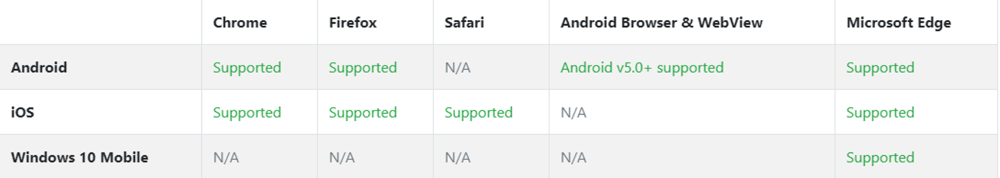 Chrome Firefox Safari Android Browser & WebView Microsoft Edge
Android Supported Supported N/A Android v5.0+ supported Supported
iOS Supported Supported Supported N/A Supported
Windows 10 Mobile N/A N/A N/A N/A Supported